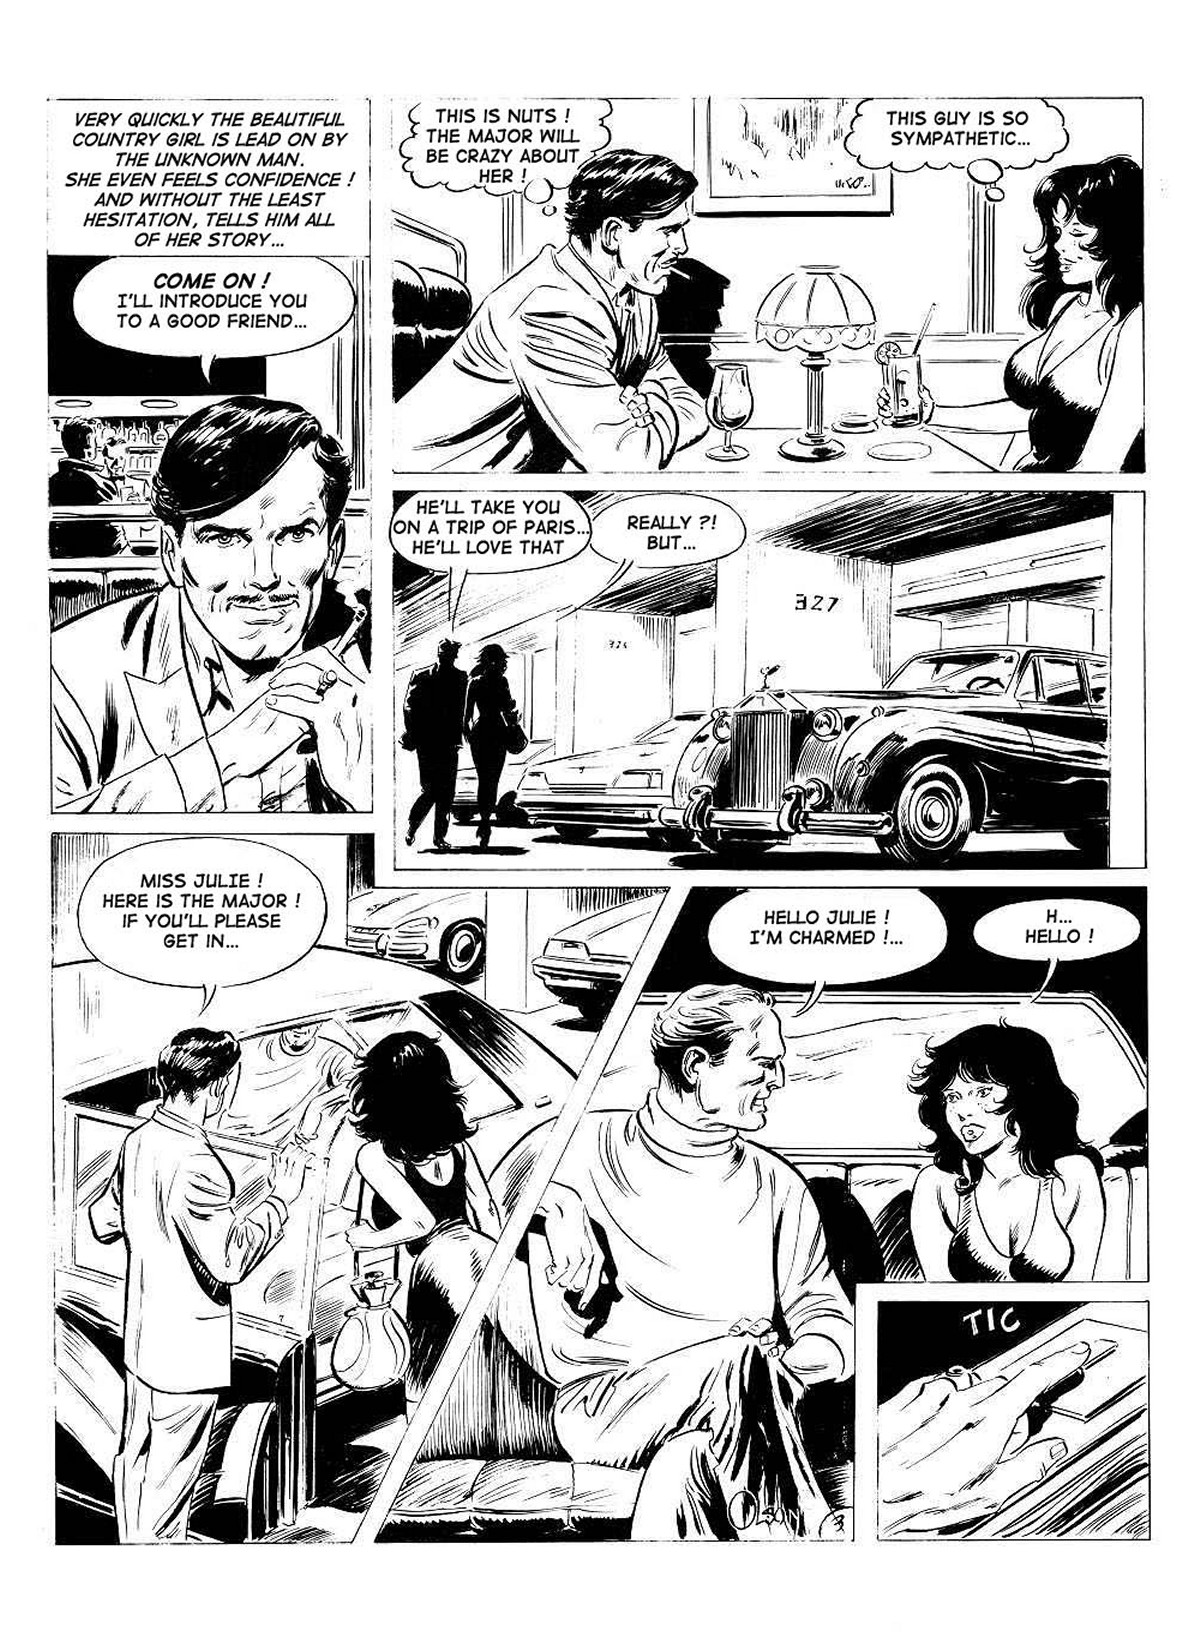 VERY QUICKLY THE BEAUTIFUL
COUNTRY GIRL IS LEAD ON BY
THE UNKNOWN MAN.
SHE EVEN FEELS CONFIDENCE !
AND WITHOUT THE LEAST
HESITATION, TELLS HIM ALL
OF HER STORY...
COME ON !
I'LL INTRODUCE YOU
TO A GOOD FRIEND...
THIS IS NUTS !
THE MAJOR WILL
BE CRAZY ABOUT
HER !
THIS GUY IS SO
SYMPATHETIC...
HE'LL TAKE YOU
ON A TRIP OF PARIS...
HE'LL LOVE THAT
REALLY ?!
BUT...
327
MISS JULIE !
HERE IS THE MAJOR !
IF YOU'LL PLEASE
GET IN...
HELLO JULIE !
I'M CHARMED !...
H...
HELLO !
TIC
OLSON
3